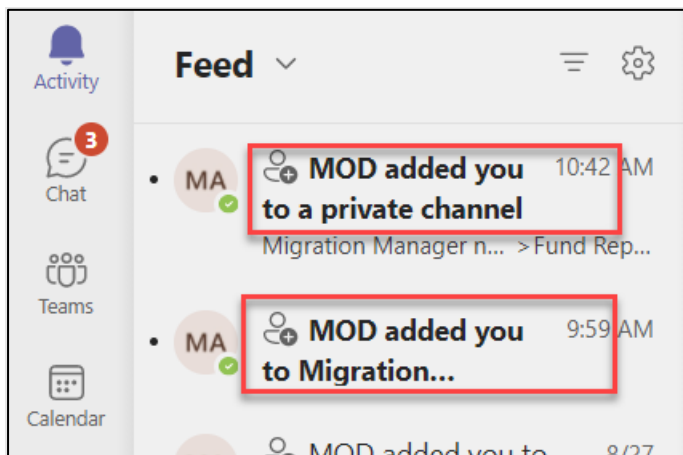 Activity
3
Chat
Teams
Calendar
Feed
MA
MOD added you 10:42 AM
to a private channel
Migration Manager n... >Fund Rep...
MA
MOD added you 9:59 AM
to Migration...
MOD added you to 8/27